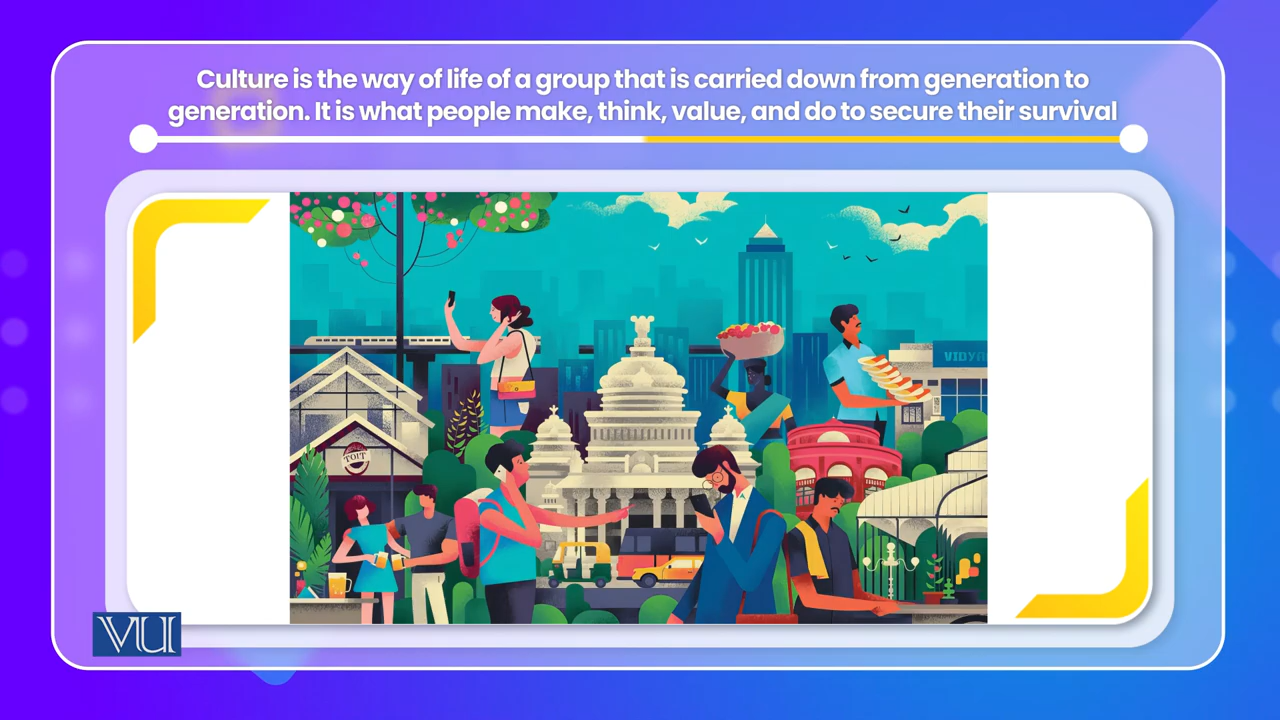 Culture is the way of life of a group that is carried down from generation to
generation. It is what people make, think, value, and do to secure their survival
VIDYA
TOIT
VU